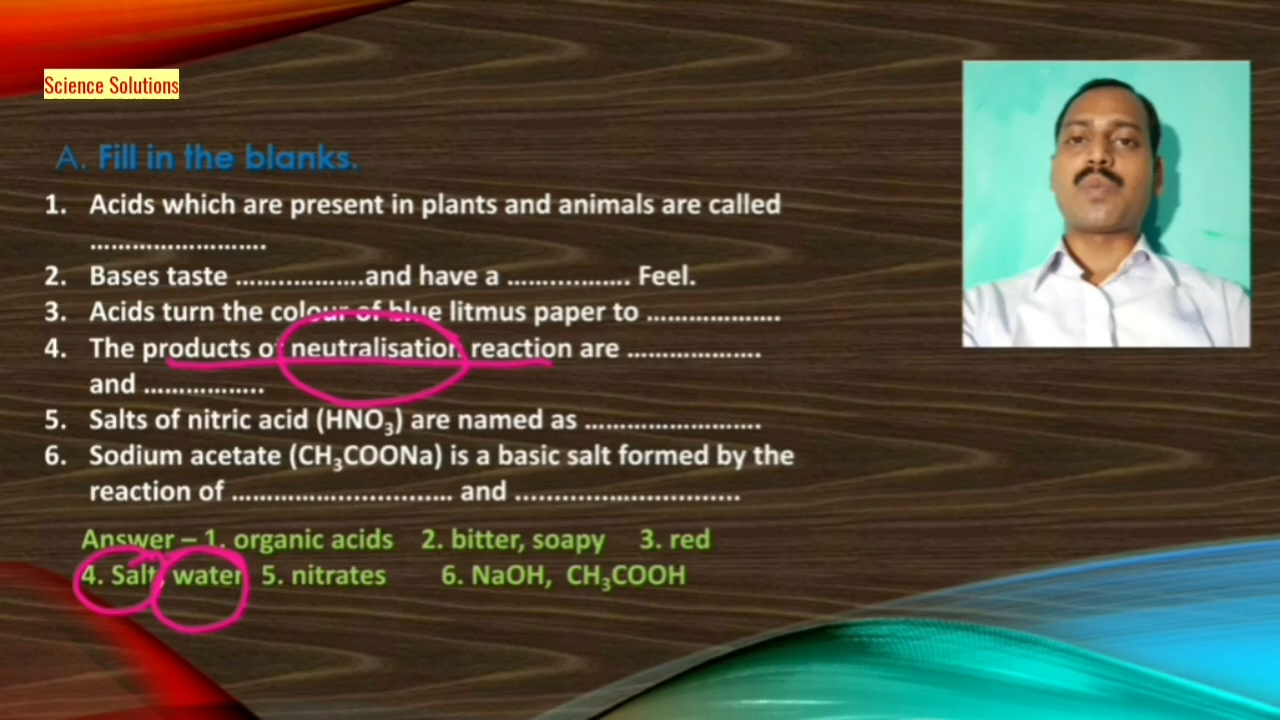 Science Solutions
A. Fill in the blanks.
1. Acids which are present in plants and animals are called
…………………….
2. Bases taste ……..……….and have a ……....……. Feel.
3. Acids turn the colour of blue litmus paper to ……………….
4. The products of neutralisation reaction are ……………….
and ……………..
5. Salts of nitric acid (HNO₃) are named as …………………….
6. Sodium acetate (CH₃COONa) is a basic salt formed by the
reaction of ……………...........…… and ............…...............
Answer – 1. organic acids 2. bitter, soapy 3. red
4. Salt, water 5. nitrates 6. NaOH, CH₃COOH